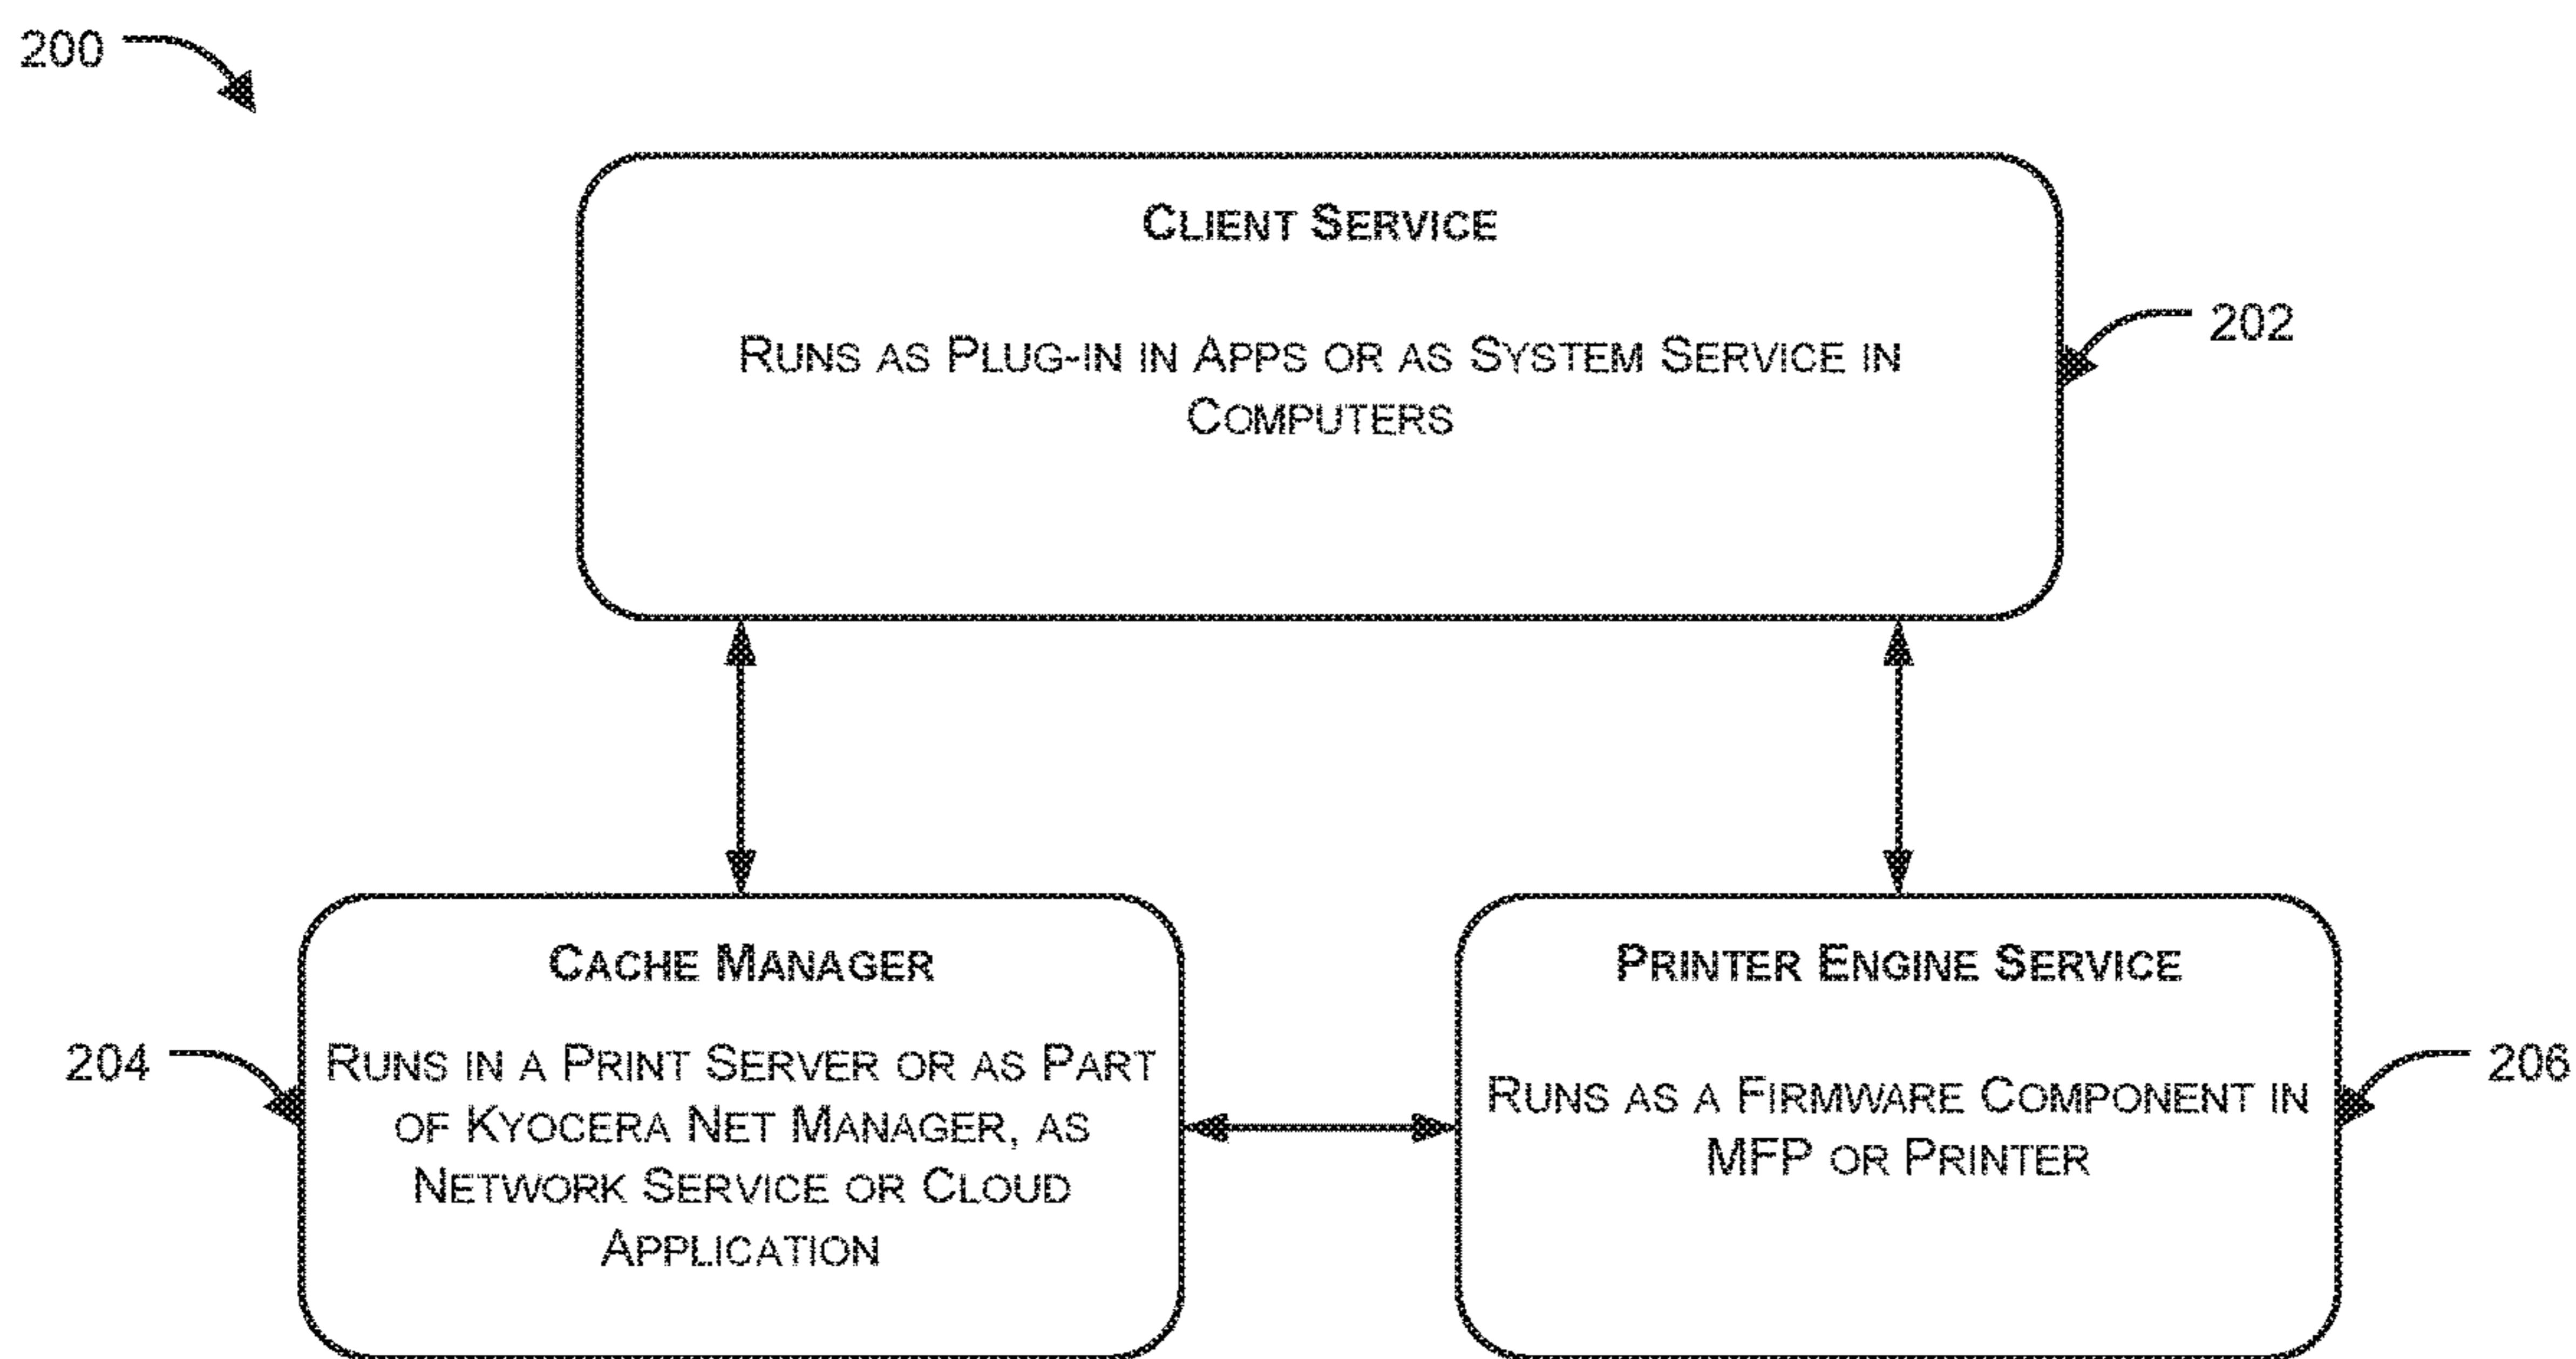 200
CLIENT SERVICE
RUNS AS PLUG-IN IN APPS OR AS SYSTEM SERVICE IN
COMPUTERS
202
CACHE MANAGER
RUNS IN A PRINT SERVER OR AS PART
OF KYOCERA NET MANAGER, AS
NETWORK SERVICE OR CLOUD
APPLICATION
204
PRINTER ENGINE SERVICE
RUNS AS A FIRMWARE COMPONENT IN
MFP OR PRINTER
206